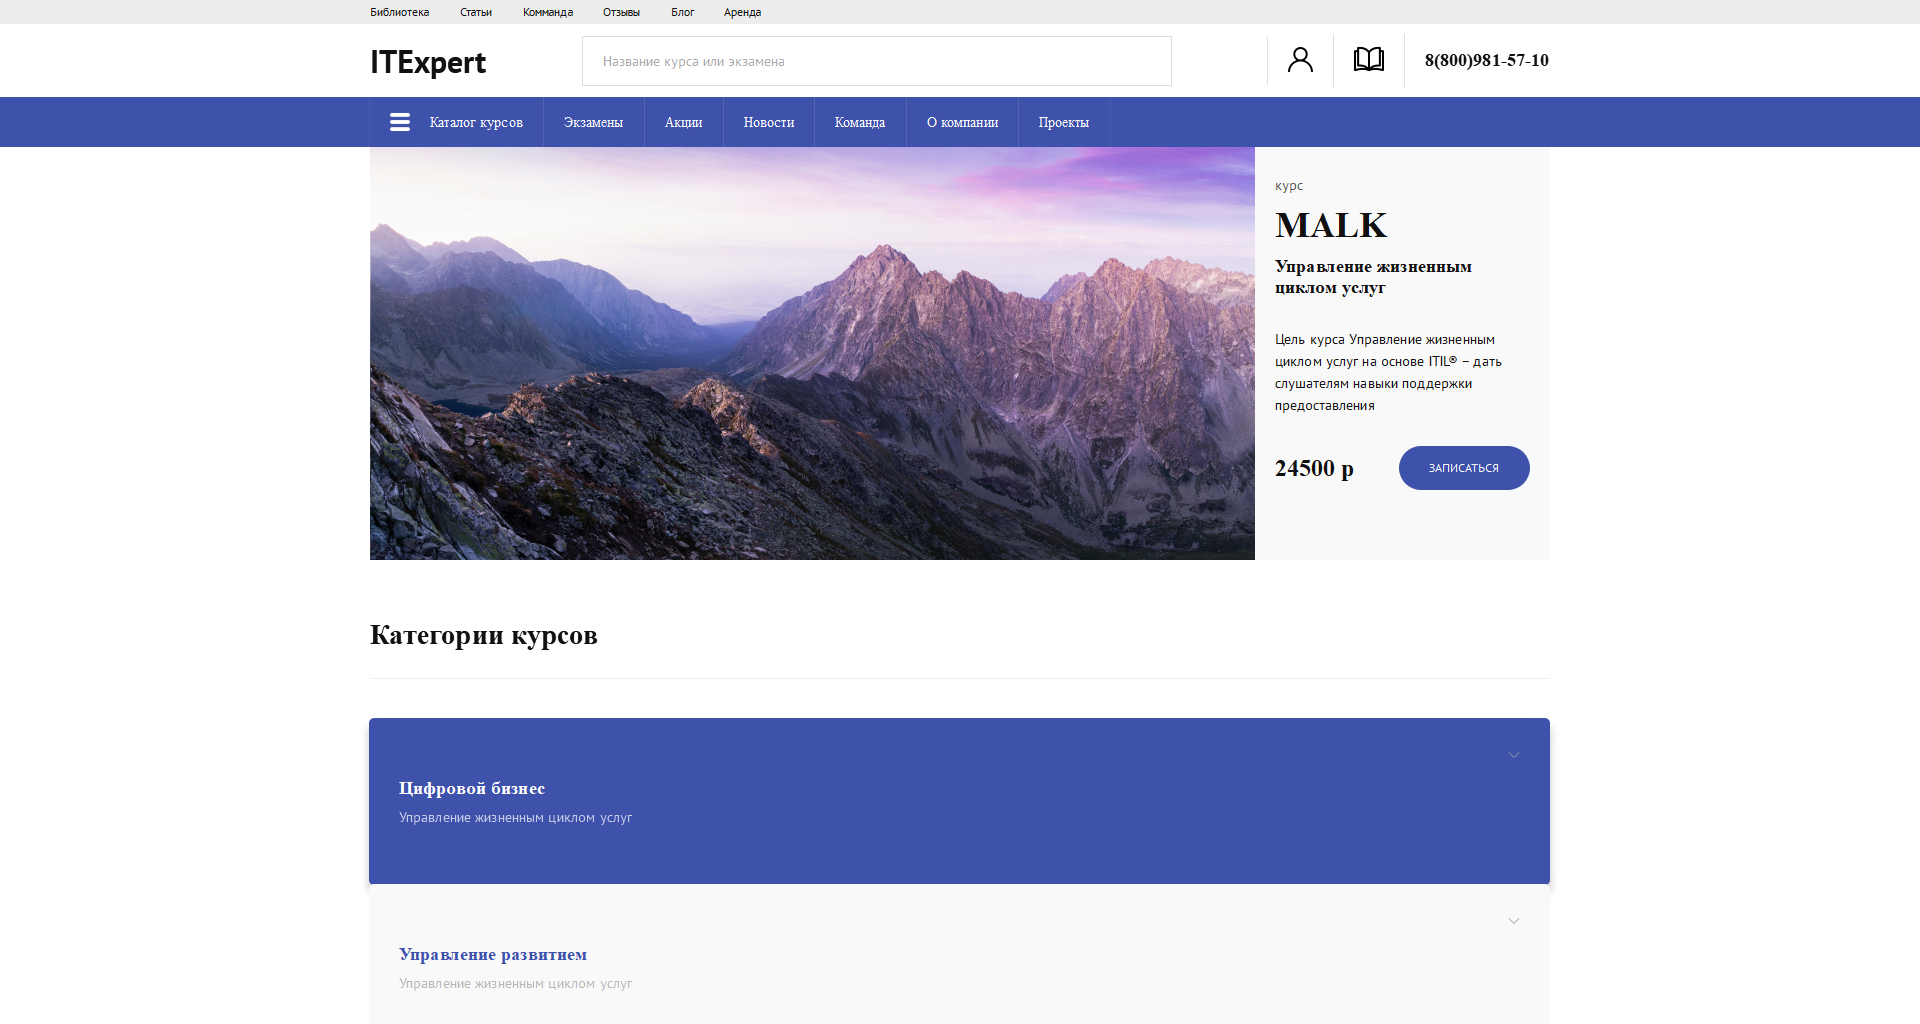 Библиотека Статьи Комманда Отзывы Блог Аренда
ITExpert
Название курса или экзамена
8(800)981-57-10
Каталог курсов Экзамены Акции Новости Команда О компании Проекты
курс
MALK
Управление жизненным
циклом услуг
Цель курса Управление жизненным
циклом услуг на основе ITIL® – дать
слушателям навыки поддержки
предоставления
24500 р
ЗАПИСАТЬСЯ
Категории курсов
Цифровой бизнес
Управление жизненным циклом услуг
Управление развитием
Управление жизненным циклом услуг